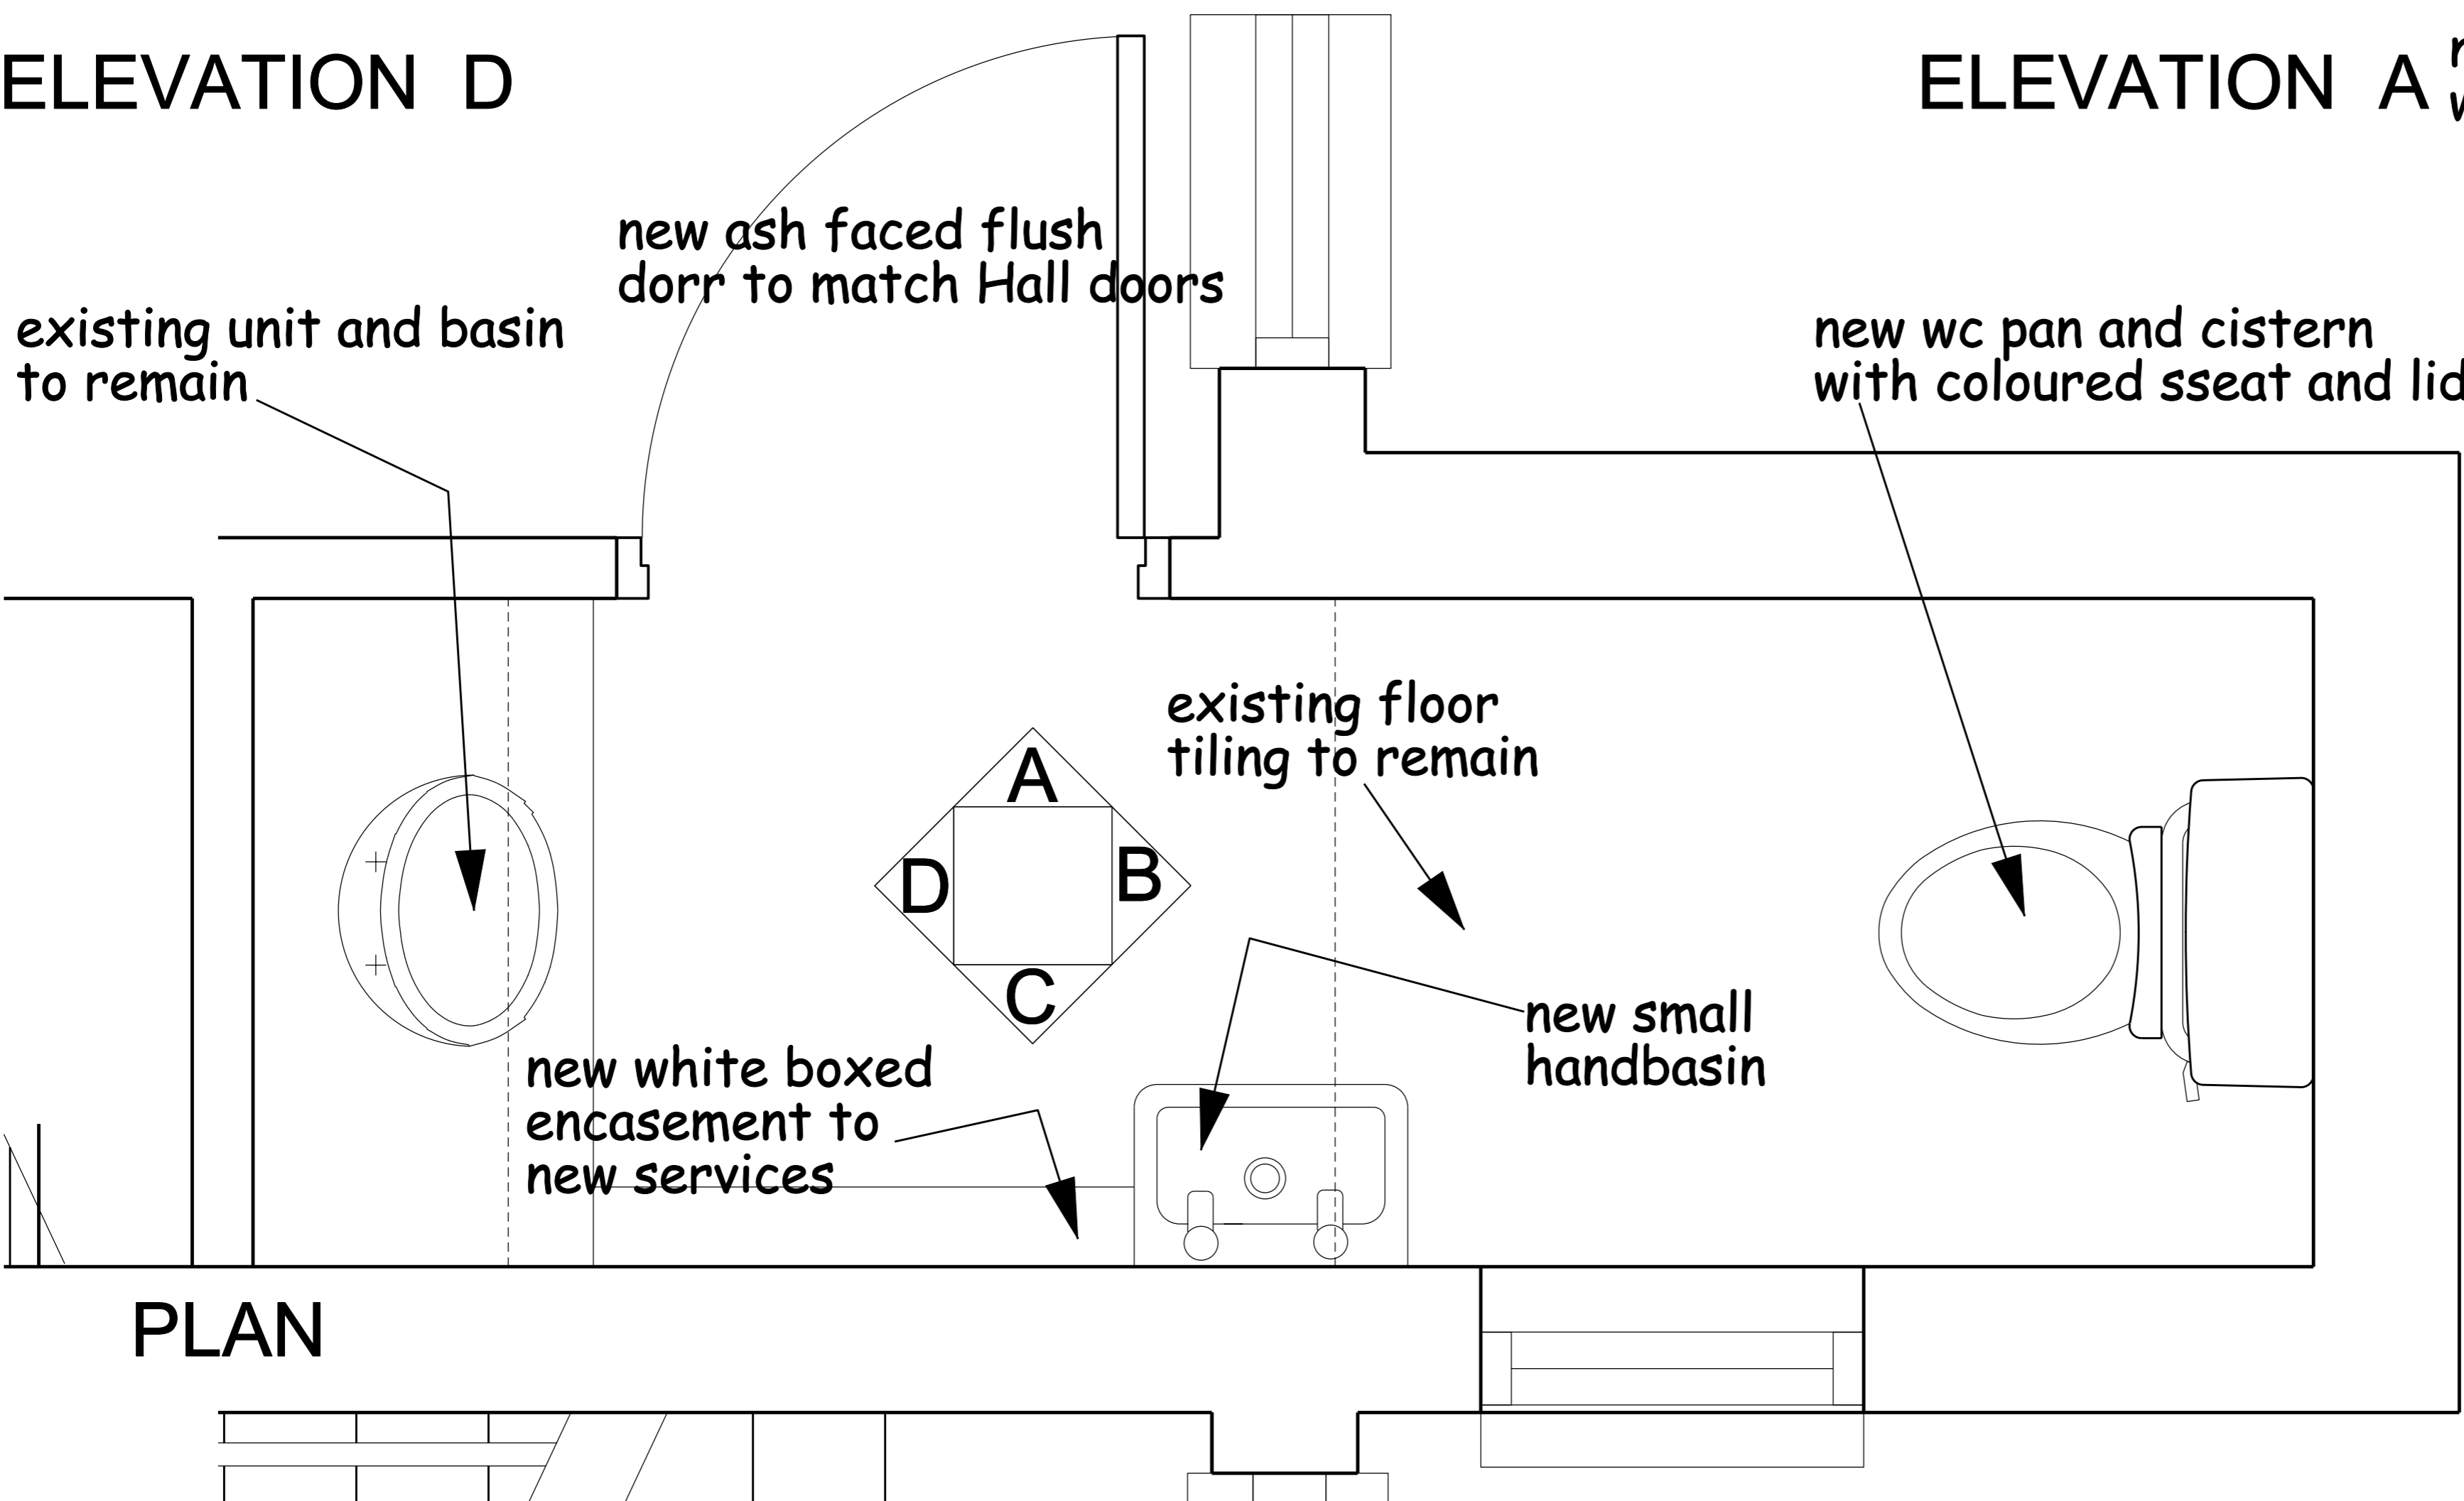 ELEVATION D
ELEVATION A
new ash faced flush
dorr to match Hall doors
existing unit and basin
to remain
new wc pan and cistern
with coloured sseat and lid
existing floor
tiling to remain
A
D
B
C
new small
handbasin
new white boxed
encasement to
new services
PLAN